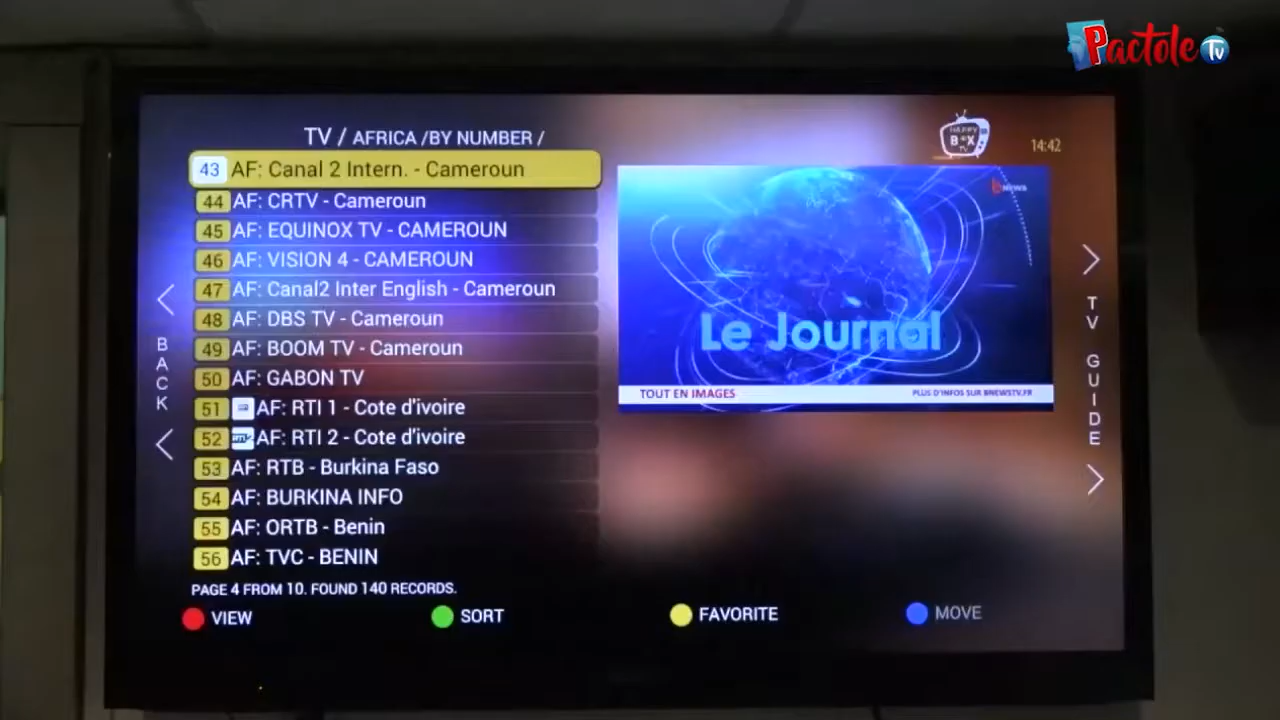 Pactole Tv
TV / AFRICA /BY NUMBER /
HAPPY
B-X
TV
14:42
43 AF: Canal 2 Intern. - Cameroun
44 AF: CRTV - Cameroun
45 AF: EQUINOX TV - CAMEROUN
46 AF: VISION 4 - CAMEROUN
47 AF: Canal2 Inter English - Cameroun
48 AF: DBS TV - Cameroun
49 AF: BOOM TV - Cameroun
50 AF: GABON TV
51 AF: RTI 1 - Cote d'ivoire
52 AF: RTI 2 - Cote d'ivoire
53 AF: RTB - Burkina Faso
54 AF: BURKINA INFO
55 AF: ORTB - Benin
56 AF: TVC - BENIN
PAGE 4 FROM 10. FOUND 140 RECORDS.
VIEW
SORT
FAVORITE
MOVE
BACK
NEWS
Le Journal
TOUT EN IMAGES
PLUS D'INFOS SUR BNEWSTV.FR
TV GUIDE